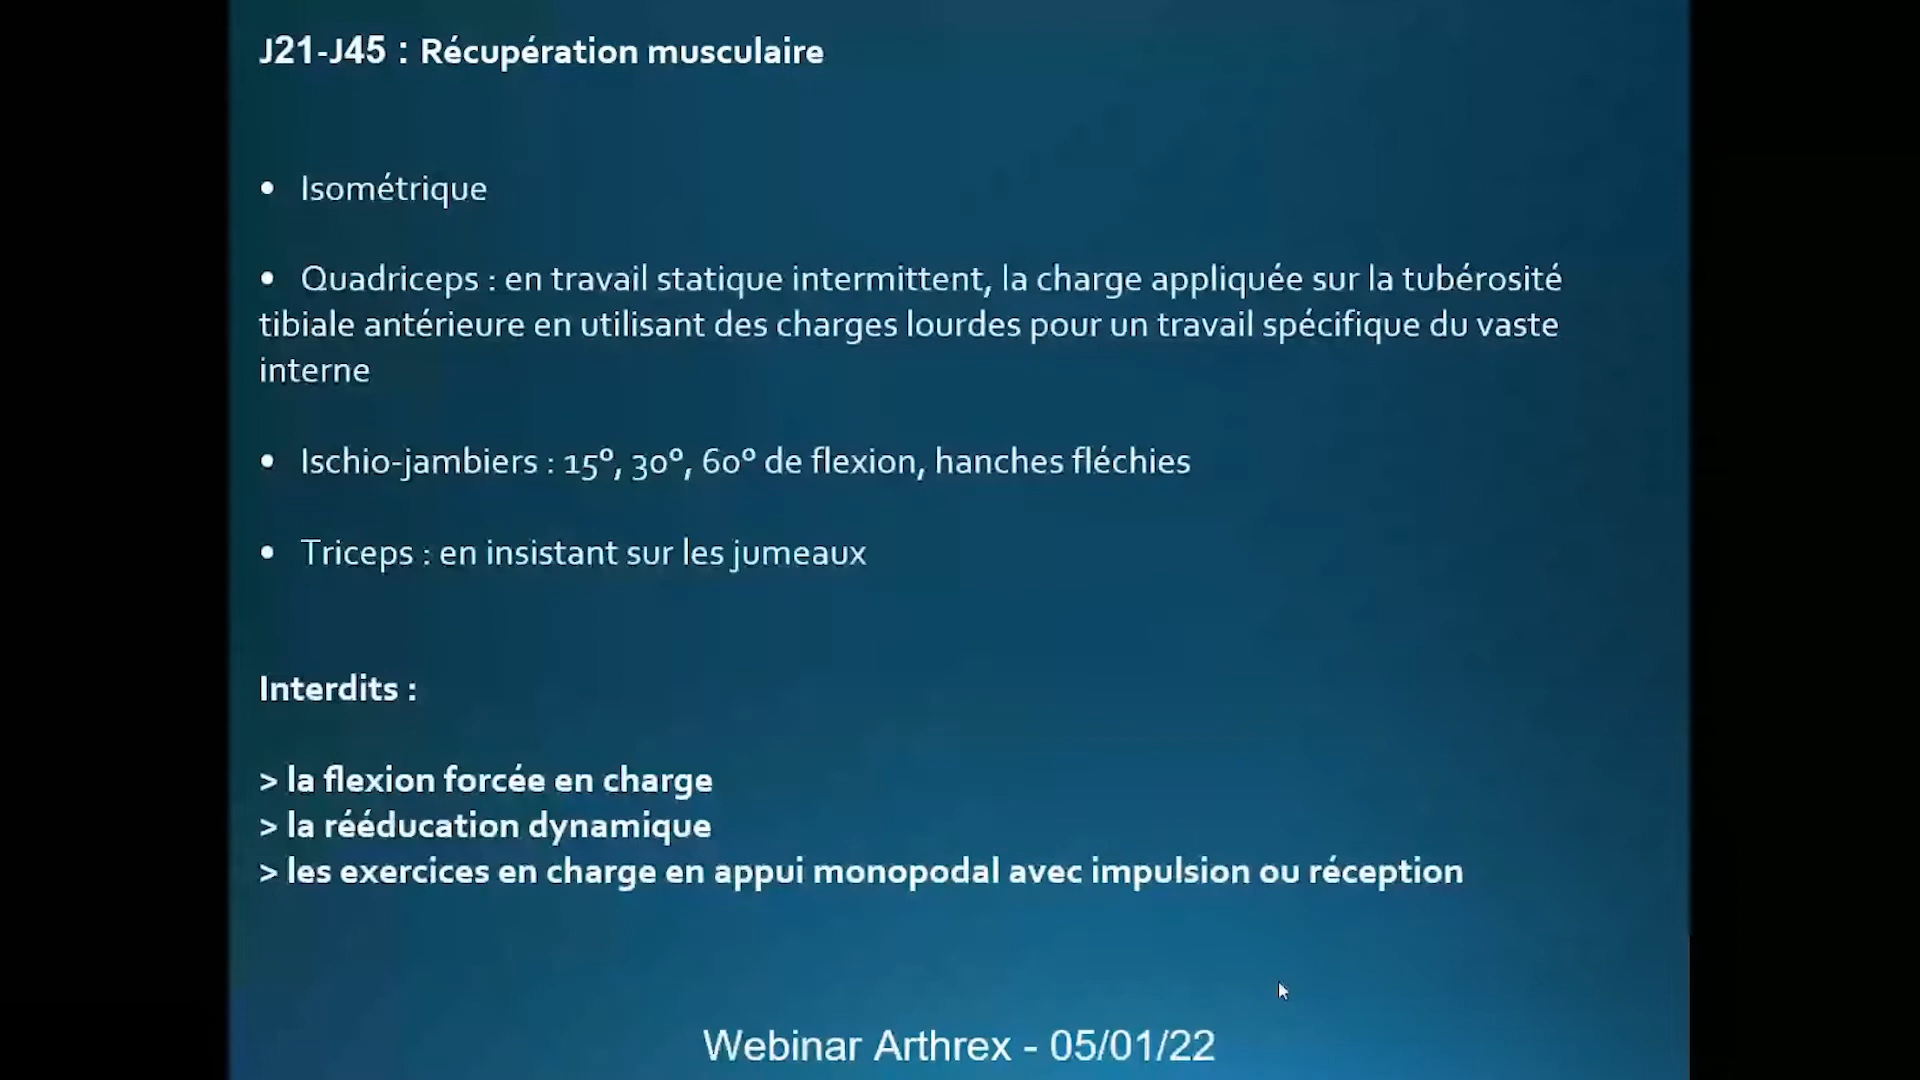 J21-J45 : Récupération musculaire
• Isométrique
• Quadriceps : en travail statique intermittent, la charge appliquée sur la tubérosité
tibiale antérieure en utilisant des charges lourdes pour un travail spécifique du vaste
interne
• Ischio-jambiers : 15°, 30°, 60° de flexion, hanches fléchies
• Triceps : en insistant sur les jumeaux
Interdits :
> la flexion forcée en charge
> la rééducation dynamique
> les exercices en charge en appui monopodal avec impulsion ou réception
Webinar Arthrex - 05/01/22